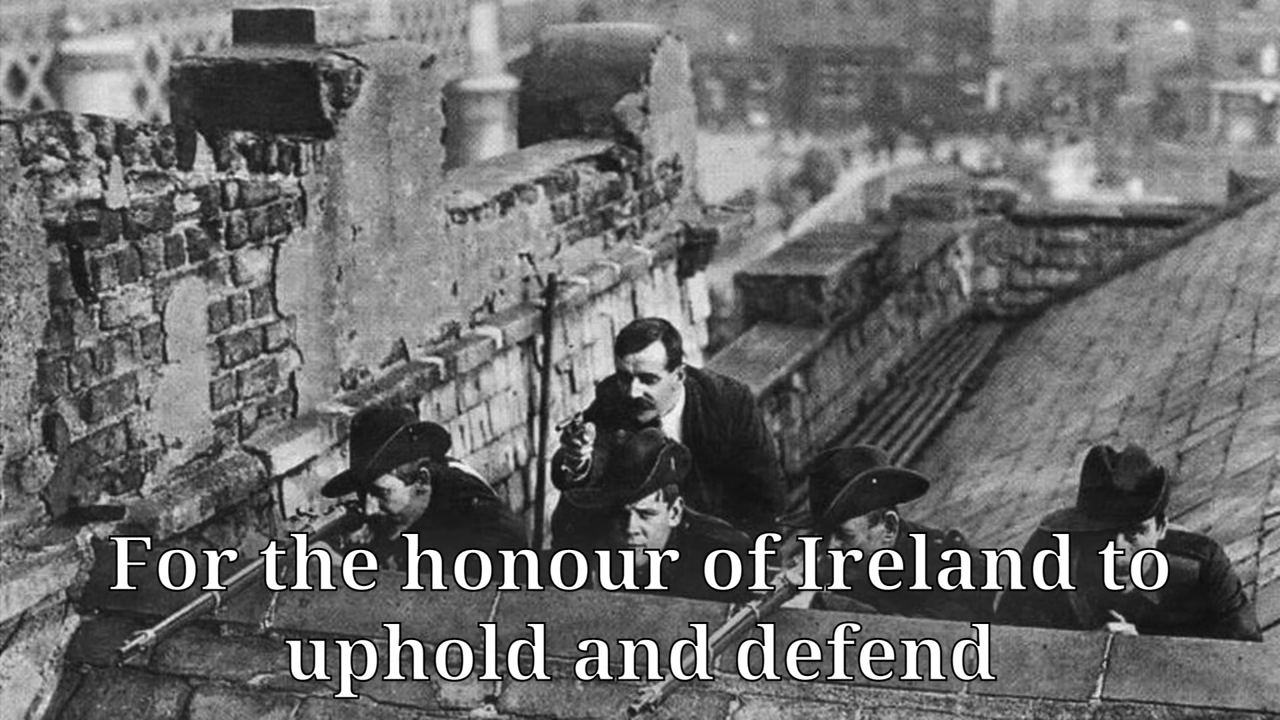 For the honour of Ireland to
uphold and defend